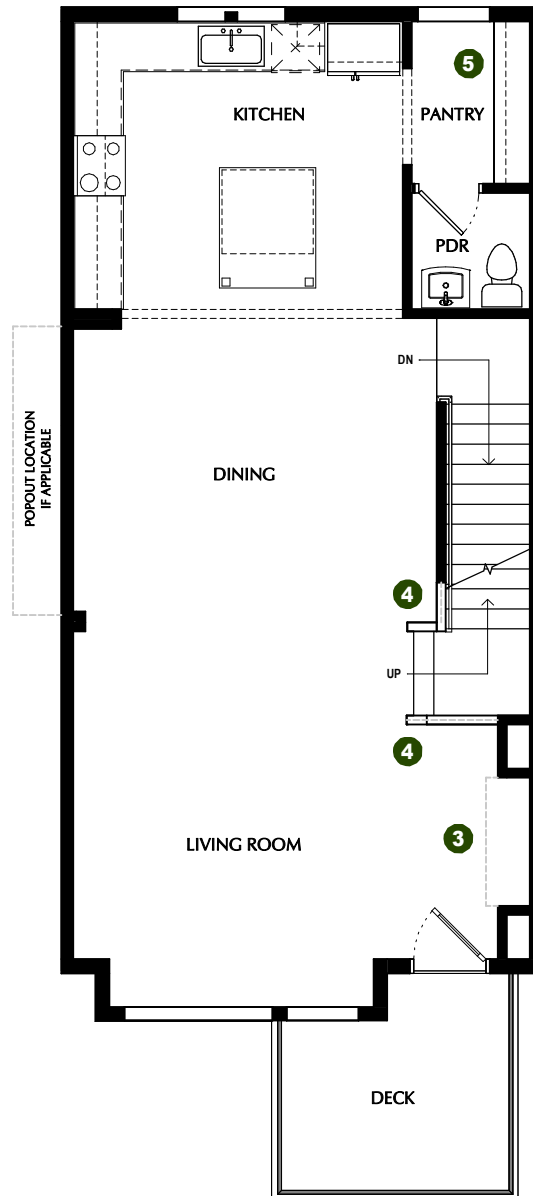 5
KITCHEN
PANTRY
PDR
DN
POPOUT LOCATION
IF APPLICABLE
DINING
4
UP
4
3
LIVING ROOM
DECK